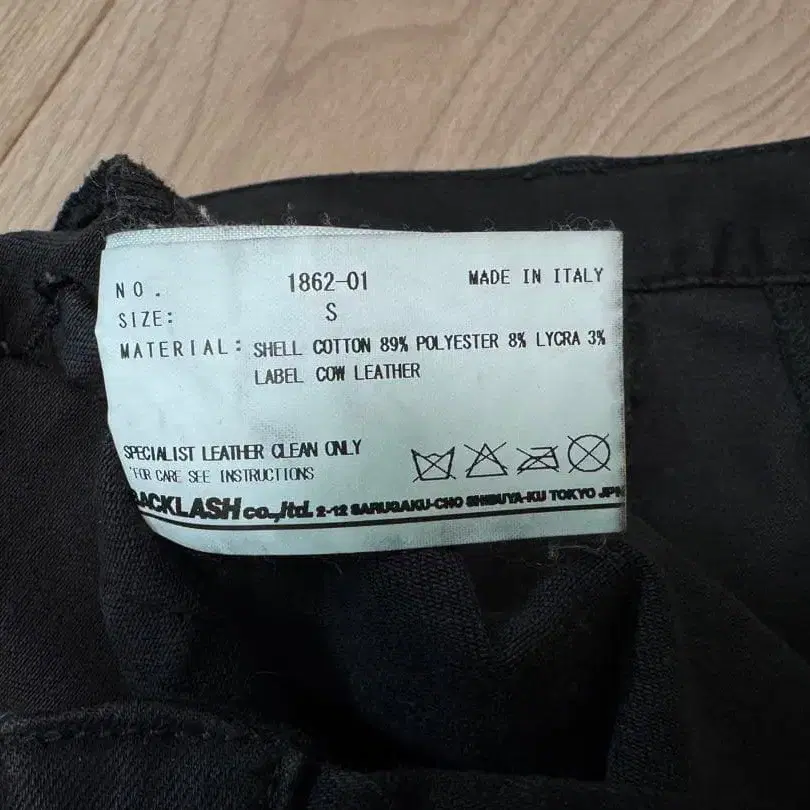 NO. 1862-01 MADE IN ITALY
SIZE: S
MATERIAL: SHELL COTTON 89% POLYESTER 8% LYCRA 3%
LABEL COW LEATHER
SPECIALIST LEATHER CLEAN ONLY
*FOR CARE SEE INSTRUCTIONS
BACKLASH co.,ltd. 2-12 SARUGAKU-CHO SHIBUYA-KU TOKYO JPN